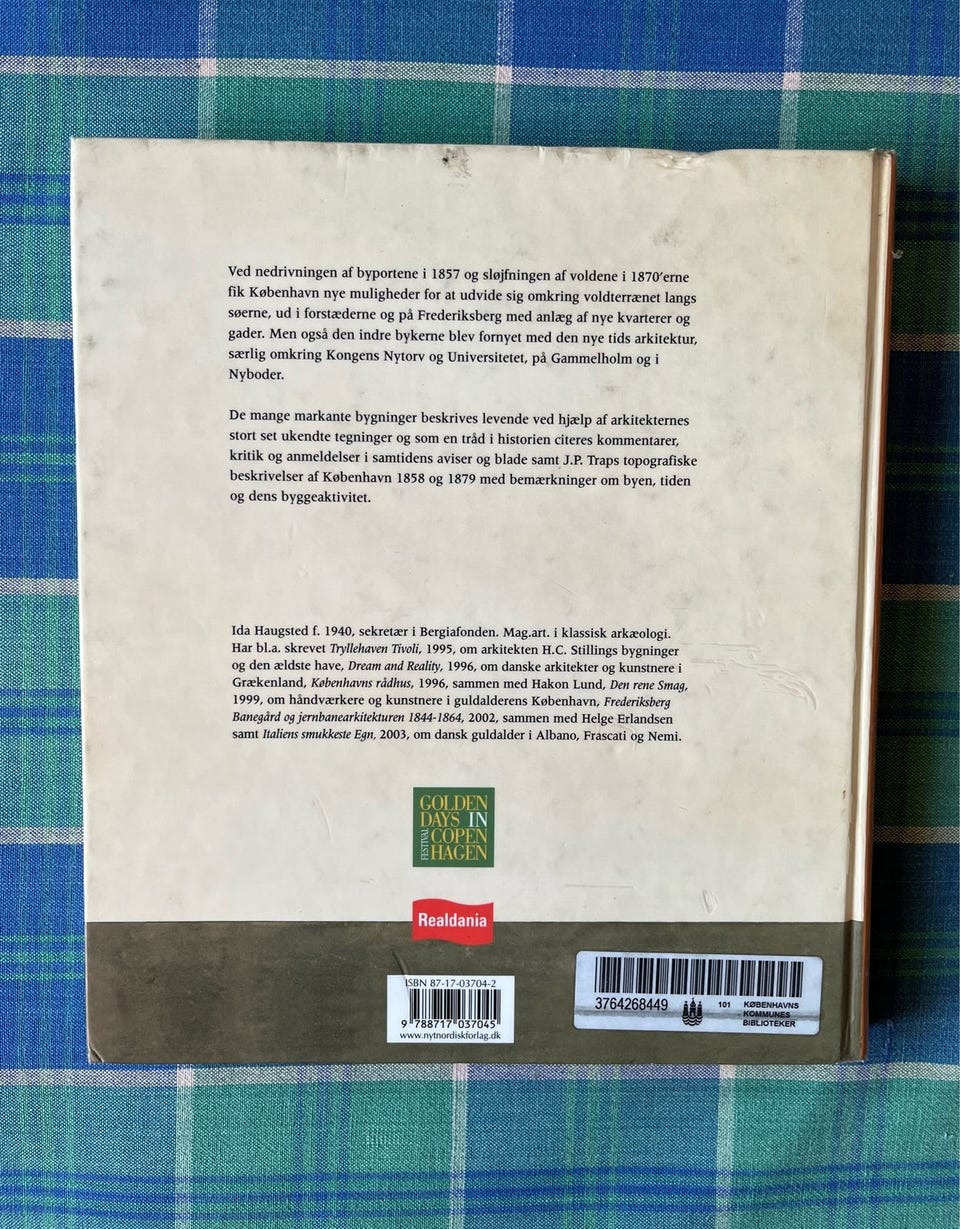 Ved nedrivningen af byportene i 1857 og sløjfningen af voldene i 1870'erne
fik København nye muligheder for at udvide sig omkring voldterrænet langs
søerne, ud i forstæderne og på Frederiksberg med anlæg af nye kvarterer og
gader. Men også den indre bykerne blev fornyet med den nye tids arkitektur,
særlig omkring Kongens Nytorv og Universitetet, på Gammelholm og i
Nyboder.
De mange markante bygninger beskrives levende ved hjælp af arkitekternes
stort set ukendte tegninger og som en tråd i historien citeres kommentarer,
kritik og anmeldelser i samtidens aviser og blade samt J.P. Traps topografiske
beskrivelser af København 1858 og 1879 med bemærkninger om byen, tiden
og dens byggeaktivitet.
Ida Haugsted f. 1940, sekretær i Bergiafonden. Mag.art. i klassisk arkæologi.
Har bl.a. skrevet Tryllehaven Tivoli, 1995, om arkitekten H.C. Stillings bygninger
og den ældste have, Dream and Reality, 1996, om danske arkitekter og kunstnere i
Grækenland, Københavns rådhus, 1996, sammen med Hakon Lund, Den rene Smag,
1999, om håndværkere og kunstnere i guldalderens København, Frederiksberg
Banegård og jernbanearkitekturen 1844-1864, 2002, sammen med Helge Erlandsen
samt Italiens smukkeste Egn, 2003, om dansk guldalder i Albano, Frascati og Nemi.
GOLDEN
DAYS IN
FESTIVAL
COPEN
HAGEN
Realdania
ISBN 87-17-03704-2
9 788717 037045
www.nytnordiskforlag.dk
3764268449
101 KØBENHAVNS
KOMMUNES
BIBLIOTEKER